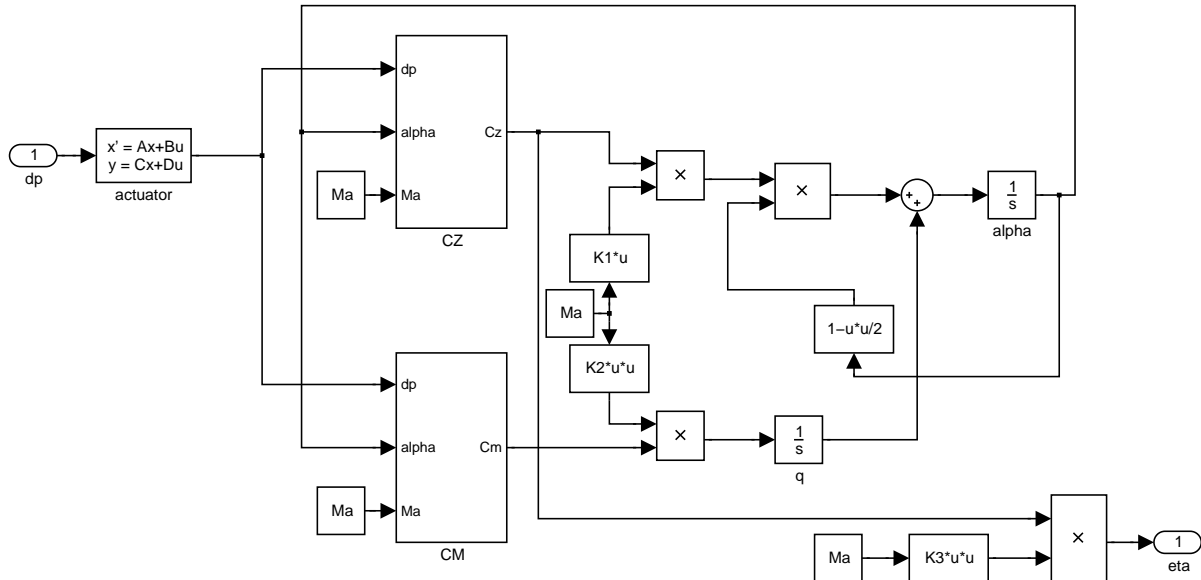 dp
Cz
alpha
Ma
Ma
CZ
1
dp
x' = Ax+Bu
y = Cx+Du
actuator
×
×
+
+
1
s
alpha
K1*u
Ma
K2*u*u
1−u*u/2
dp
Cm
alpha
Ma
Ma
CM
×
1
s
q
×
Ma
K3*u*u
1
eta